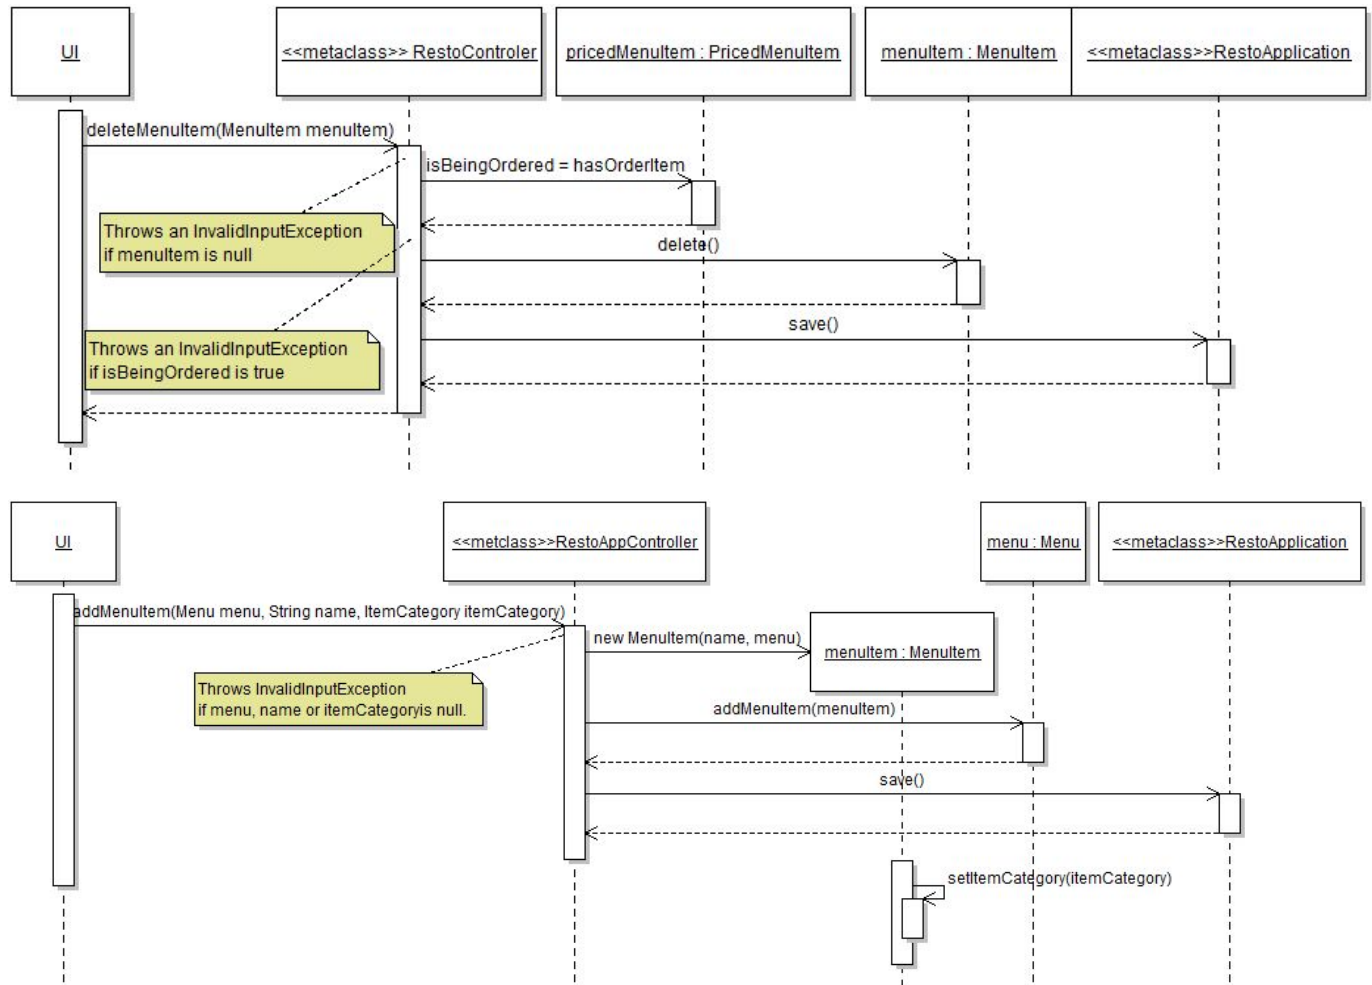 UI
<<metaclass>> RestoControler
pricedMenuItem : PricedMenuItem
menuItem : MenuItem
<<metaclass>>RestoApplication
deleteMenuItem(MenuItem menuItem)
isBeingOrdered = hasOrderItem
Throws an InvalidInputException
if menuItem is null
delete()
save()
Throws an InvalidInputException
if isBeingOrdered is true
UI
<<metclass>>RestoAppController
menu : Menu
<<metaclass>>RestoApplication
addMenuItem(Menu menu, String name, ItemCategory itemCategory)
new MenuItem(name, menu)
menuItem : MenuItem
Throws InvalidInputException
if menu, name or itemCategoryis null.
addMenuItem(menuItem)
save()
setItemCategory(itemCategory)